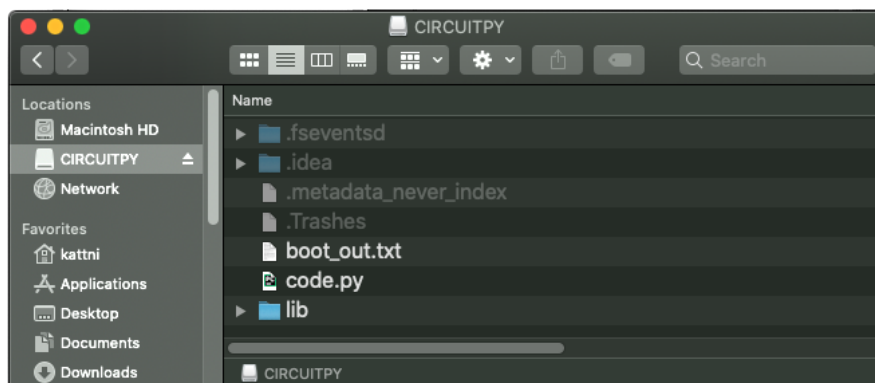 CIRCUITPY
Search
Locations
Macintosh HD
CIRCUITPY
Network
Favorites
kattni
Applications
Desktop
Documents
Downloads
Name
.fseventsd
.idea
.metadata_never_index
.Trashes
boot_out.txt
code.py
lib
CIRCUITPY